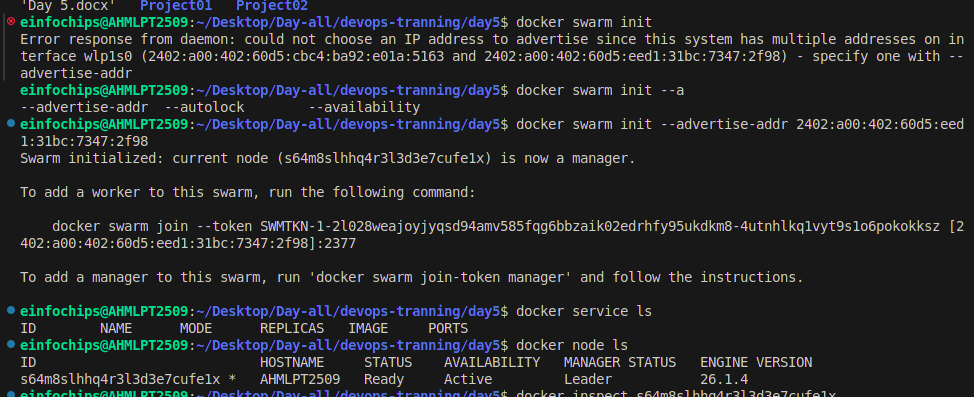 'Day 5.docx'   Project01   Project02
einfochips@AHMLPT2509:~/Desktop/Day-all/devops-tranning/day5$ docker swarm init
Error response from daemon: could not choose an IP address to advertise since this system has multiple addresses on in
terface wlp1s0 (2402:a00:402:60d5:cbc4:ba92:e01a:5163 and 2402:a00:402:60d5:eed1:31bc:7347:2f98) - specify one with --
advertise-addr
einfochips@AHMLPT2509:~/Desktop/Day-all/devops-tranning/day5$ docker swarm init --a
--advertise-addr  --autolock        --availability
einfochips@AHMLPT2509:~/Desktop/Day-all/devops-tranning/day5$ docker swarm init --advertise-addr 2402:a00:402:60d5:eed
1:31bc:7347:2f98
Swarm initialized: current node (s64m8slhhq4r3l3d3e7cufe1x) is now a manager.
To add a worker to this swarm, run the following command:
docker swarm join --token SWMTKN-1-2l028weajoyjyqsd94amv585fqg6bbzaik02edrhfy95ukdkm8-4utnhlkq1vyt9s1o6pokokksz [2
402:a00:402:60d5:eed1:31bc:7347:2f98]:2377
To add a manager to this swarm, run 'docker swarm join-token manager' and follow the instructions.
einfochips@AHMLPT2509:~/Desktop/Day-all/devops-tranning/day5$ docker service ls
ID        NAME      MODE      REPLICAS   IMAGE     PORTS
einfochips@AHMLPT2509:~/Desktop/Day-all/devops-tranning/day5$ docker node ls
ID                            HOSTNAME     STATUS    AVAILABILITY   MANAGER STATUS   ENGINE VERSION
s64m8slhhq4r3l3d3e7cufe1x *   AHMLPT2509   Ready     Active         Leader           26.1.4
einfochips@AHMLPT2509:~/Desktop/Day-all/devops-tranning/day5$ docker inspect s64m8slhhq4r3l3d3e7cufe1x